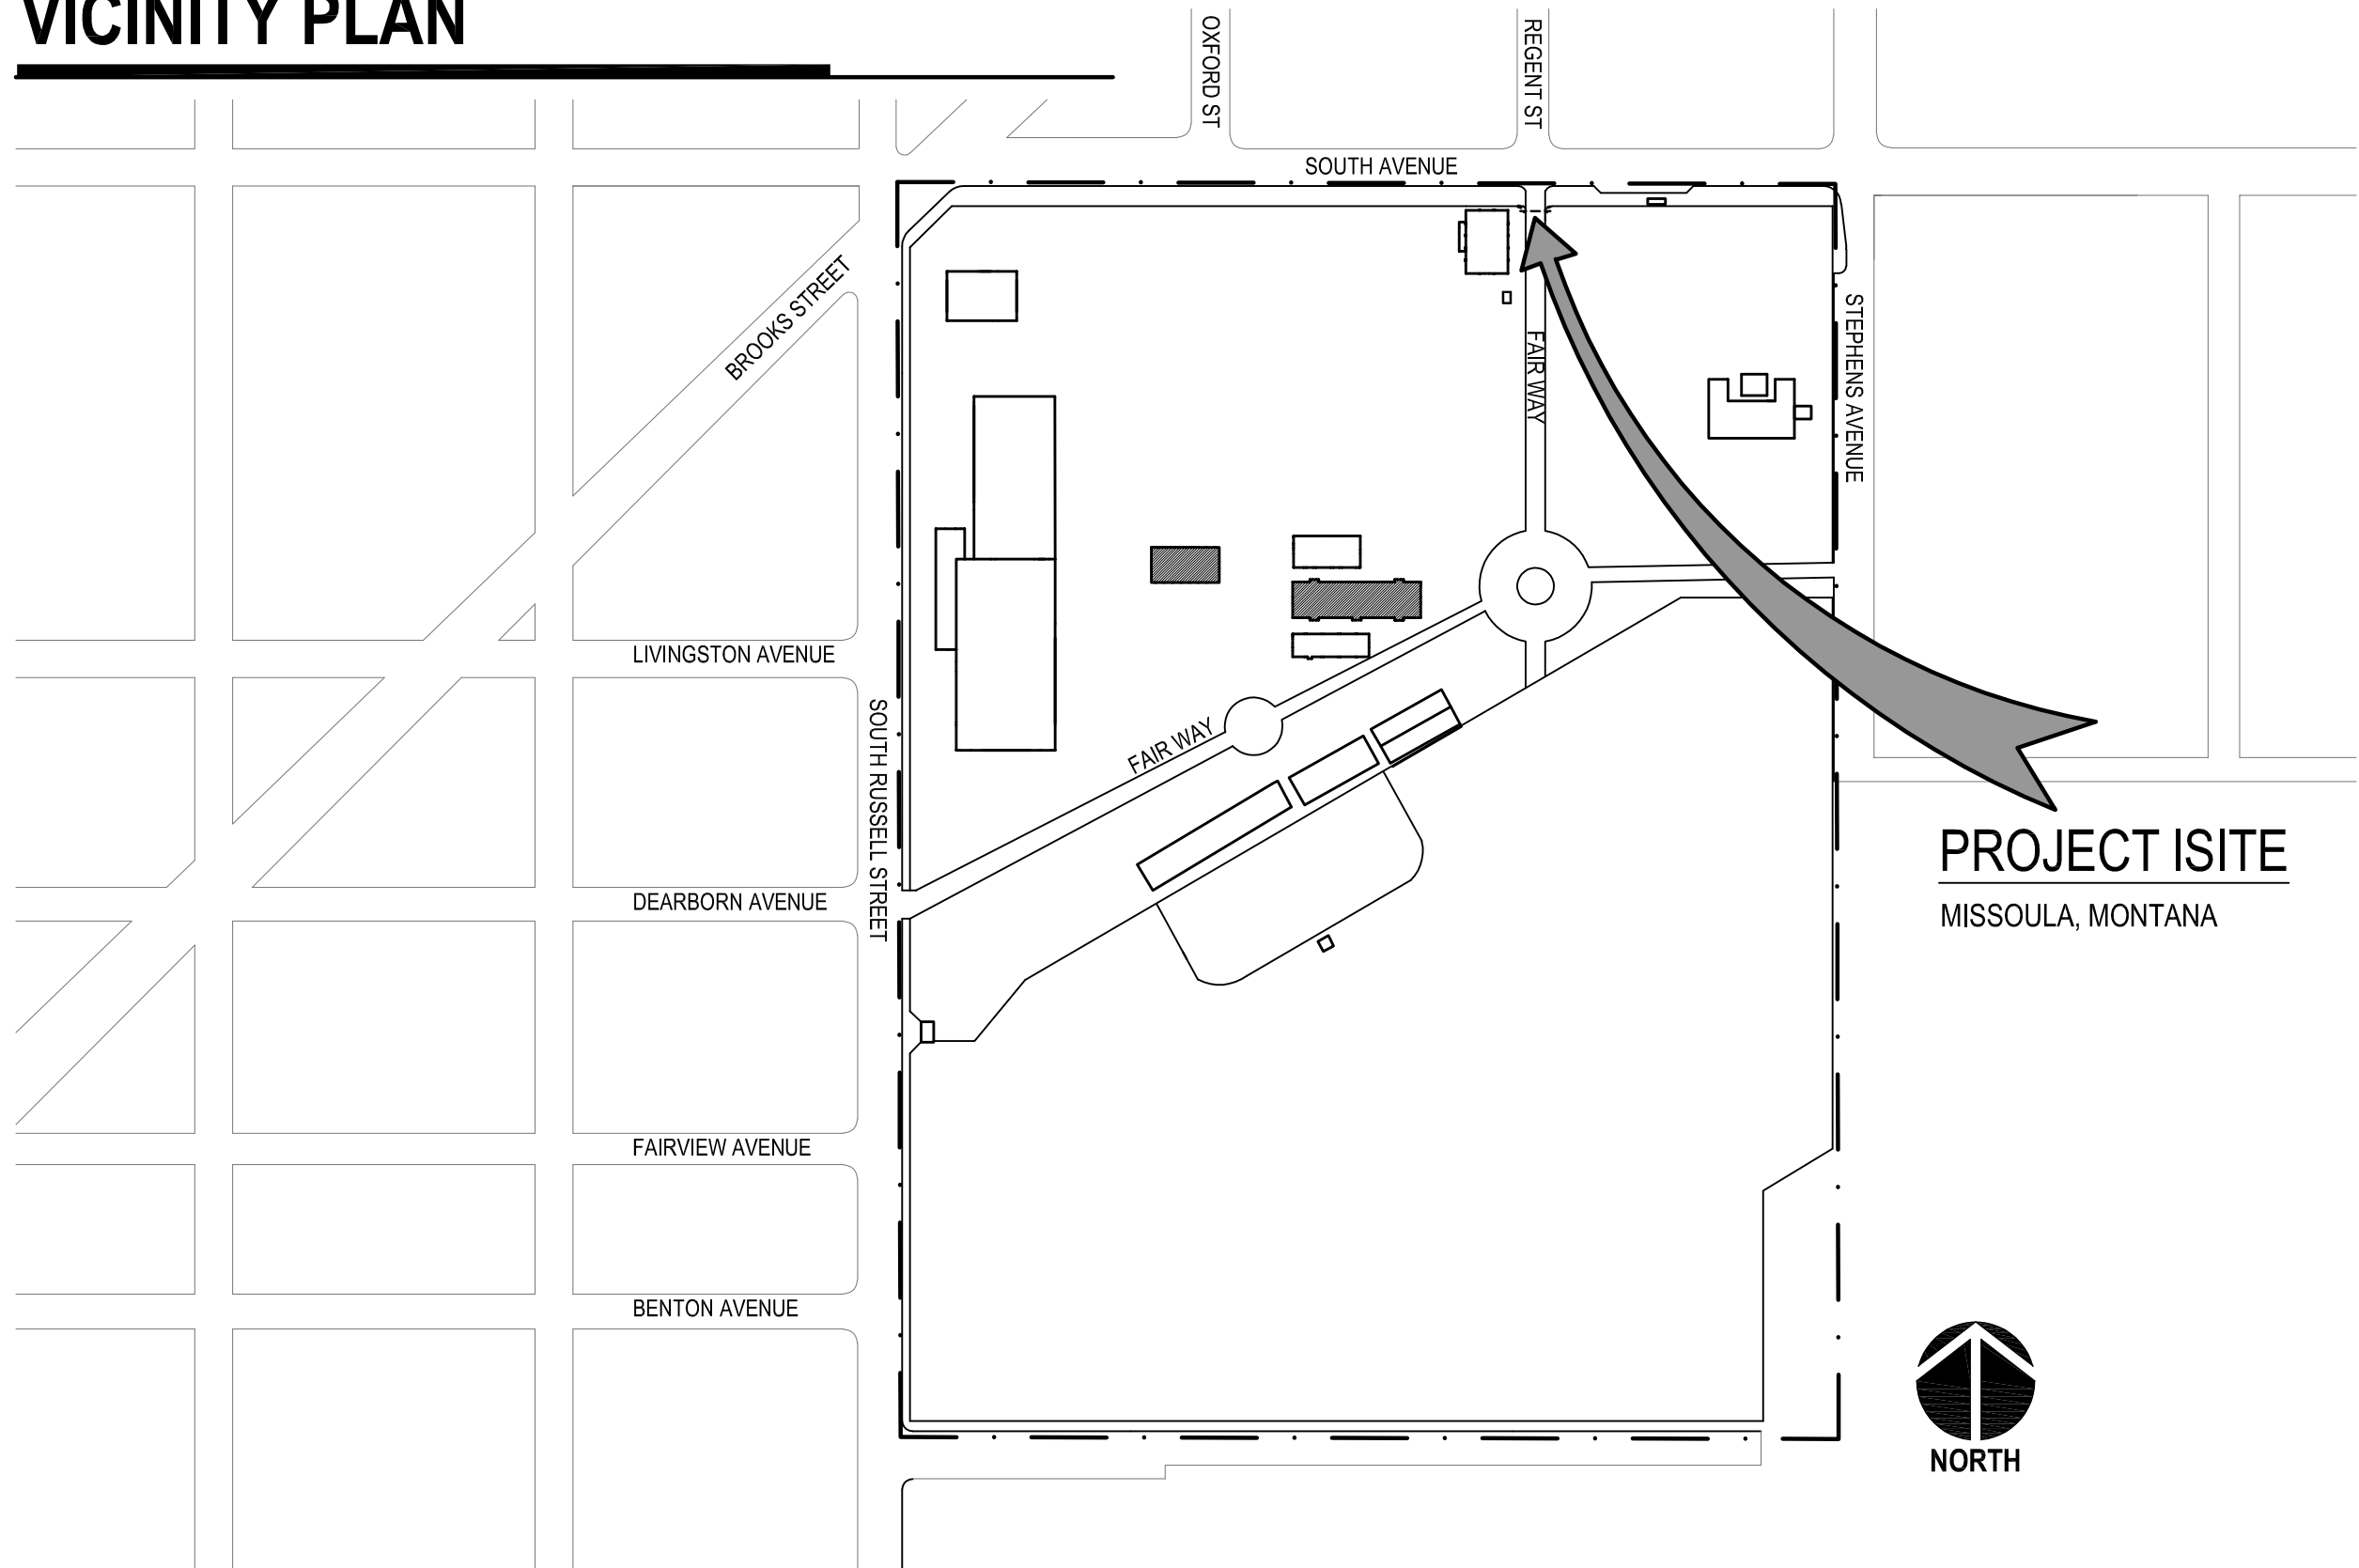 VICINITY PLAN
OXFORD ST
REGENT ST
SOUTH AVENUE
BROOKS STREET
STEPHENS AVENUE
FAIR WAY
LIVINGSTON AVENUE
SOUTH RUSSELL STREET
FAIR WAY
PROJECT ISITE
MISSOULA, MONTANA
DEARBORN AVENUE
FAIRVIEW AVENUE
BENTON AVENUE
NORTH